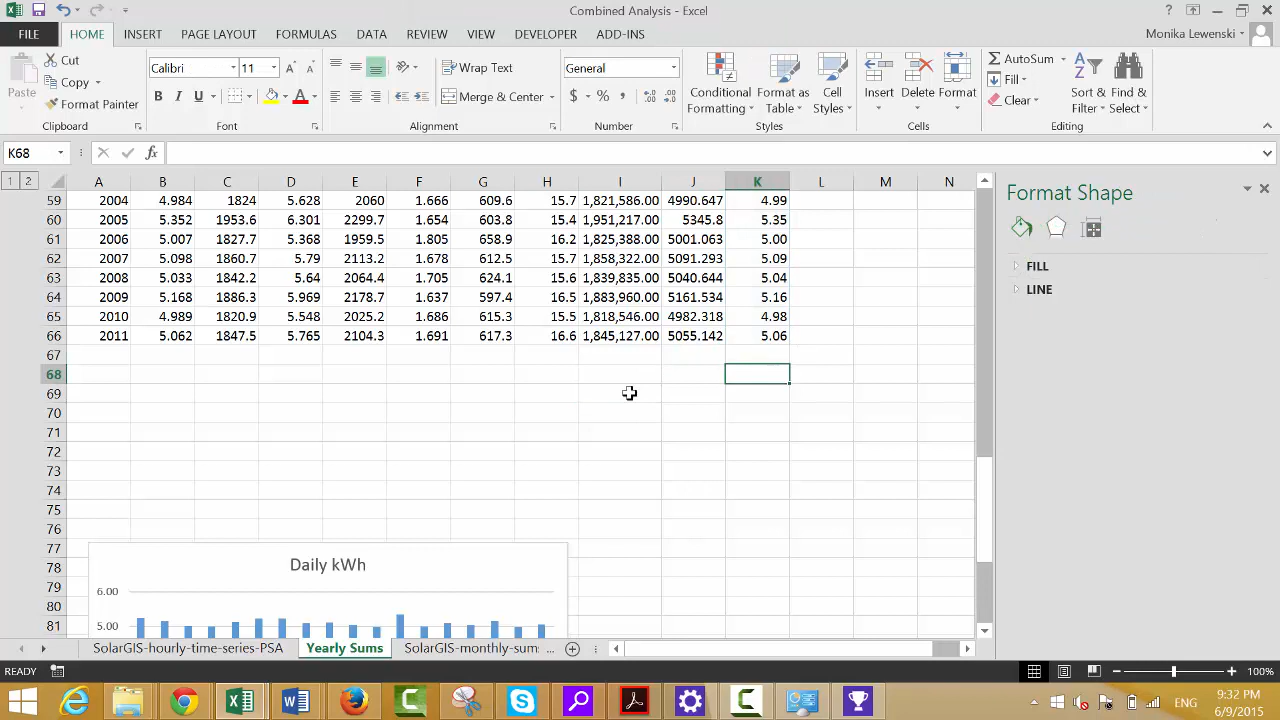 Combined Analysis - Excel
?
FILE HOME INSERT PAGE LAYOUT FORMULAS DATA REVIEW VIEW DEVELOPER ADD-INS Monika Lewenski
Paste Cut Copy Format Painter
Calibri 11
B I U A
Wrap Text
Merge & Center
General
$ % ,
Conditional Formatting Format as Table Cell Styles
Insert Delete Format
AutoSum Fill Clear
Sort & Filter Find & Select
Clipboard Font Alignment Number Styles Cells Editing
K68 fx
1 2 A B C D E F G H I J K L M N
59 2004 4.984 1824 5.628 2060 1.666 609.6 15.7 1,821,586.00 4990.647 4.99
60 2005 5.352 1953.6 6.301 2299.7 1.654 603.8 15.4 1,951,217.00 5345.8 5.35
61 2006 5.007 1827.7 5.368 1959.3 1.805 658.9 16.2 1,825,388.00 5001.063 5.00
62 2007 5.098 1860.7 5.79 2113.2 1.678 612.5 15.7 1,858,322.00 5091.293 5.09
63 2008 5.033 1842.2 5.64 2064.4 1.705 624.1 15.6 1,839,835.00 5040.644 5.04
64 2009 5.168 1886.3 5.969 2178.7 1.637 597.4 16.5 1,883,960.00 5161.534 5.16
65 2010 4.989 1820.9 5.548 2025.2 1.686 615.3 15.5 1,818,546.00 4982.318 4.98
66 2011 5.062 1847.5 5.765 2104.3 1.691 617.3 16.6 1,845,127.00 5055.142 5.06
67
68
69
70
71
72
73
74
75
76
77
78
79
80
81
Daily kWh
6.00
5.00
Format Shape
FILL
LINE
SolarGIS-hourly-time-series-PSA Yearly Sums SolarGIS-monthly-sum ...
READY 100%
ENG
9:32 PM
6/9/2015